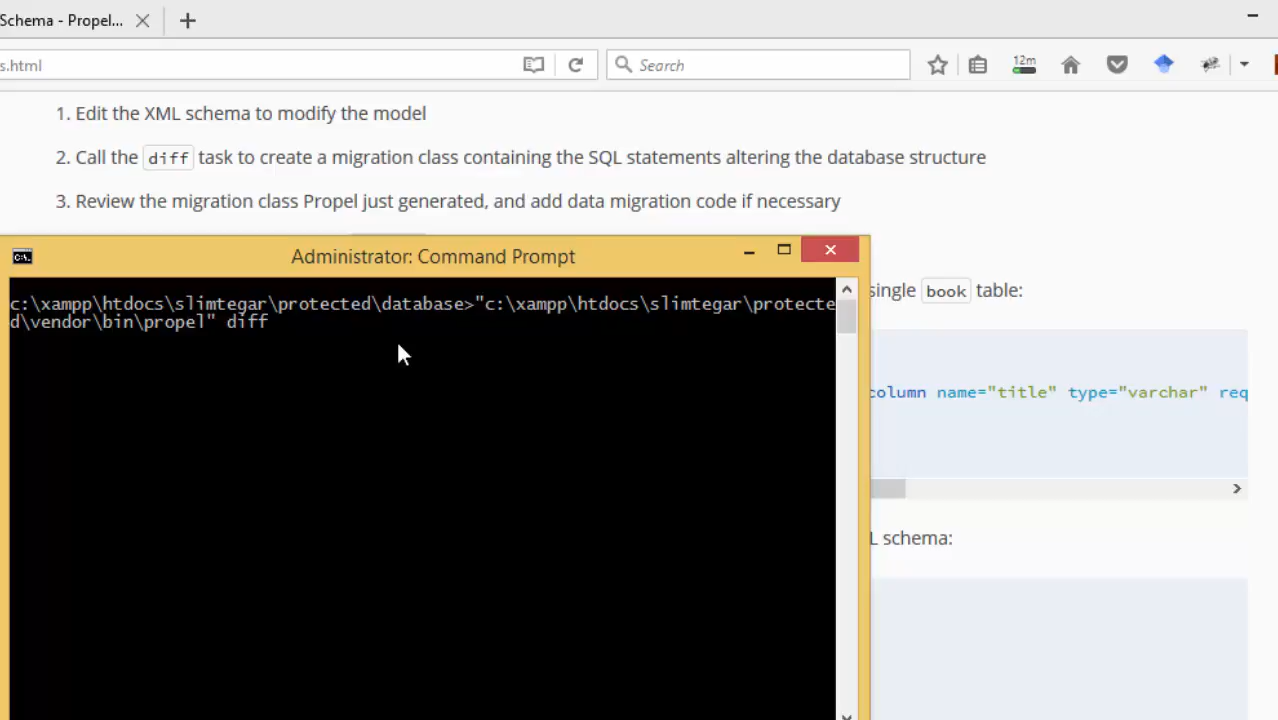 Schema - Propel...
s.html
Search
12m
1. Edit the XML schema to modify the model
2. Call the diff task to create a migration class containing the SQL statements altering the database structure
3. Review the migration class Propel just generated, and add data migration code if necessary
Administrator: Command Prompt
C:\.
c:\xampp\htdocs\slimtegar\protected\database>"c:\xampp\htdocs\slimtegar\protecte
d\vendor\bin\propel" diff
single book table:
column name="title" type="varchar" req
L schema: